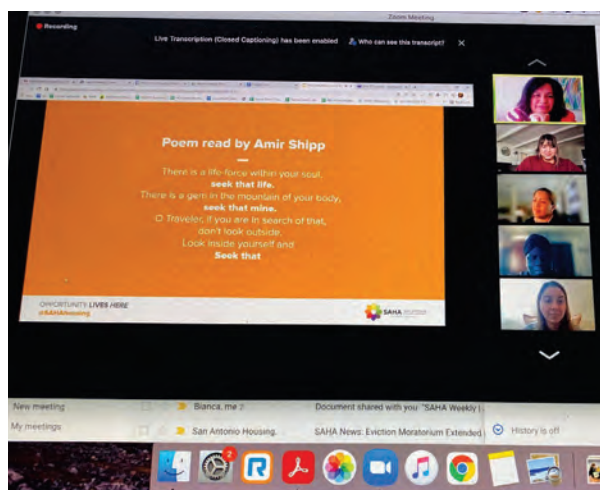 Zoom Meeting
Recording
Live Transcription (Closed Captioning) has been enabled Who can see this transcript?
Poem read by Amir Shipp
There is a life-force within your soul,
seek that life.
There is a gem in the mountain of your body,
seek that mine.
O Traveler, if you are in search of that,
don't look outside,
Look inside yourself and
Seek that
OPPORTUNITY LIVES HERE
@SAHAhousing
SAHA
New meeting
Bianca, me 2
Document shared with you: "SAHA Weekly
My meetings
San Antonio Housing.
SAHA News: Eviction Moratorium Extended
History is off
2